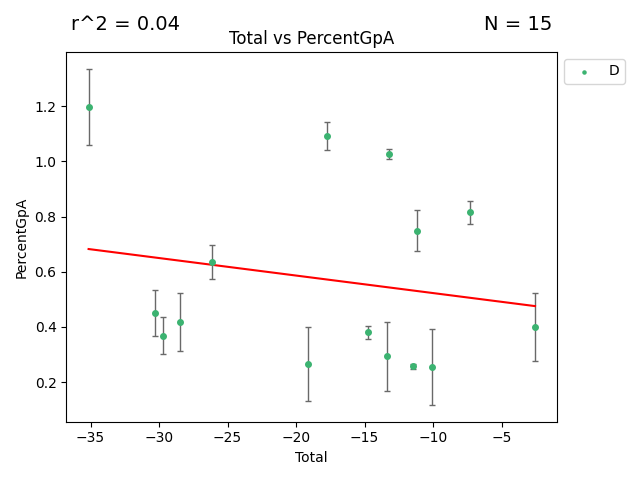 r^2 = 0.04
N = 15
Total vs PercentGpA
D
PercentGpA
1.2
1.0
0.8
0.6
0.4
0.2
−35
−30
−25
−20
−15
−10
−5
Total